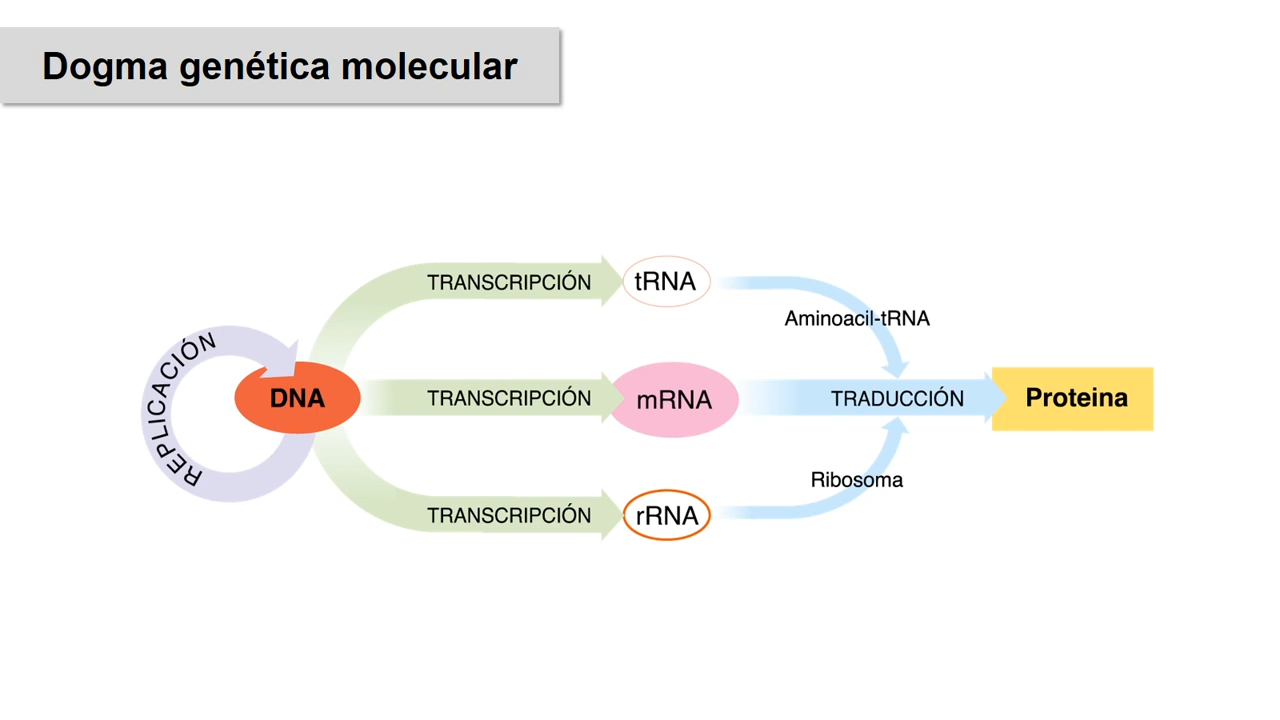 Dogma genética molecular
TRANSCRIPCIÓN
tRNA
Aminoacil-tRNA
REPLICACIÓN
DNA
TRANSCRIPCIÓN
mRNA
TRADUCCIÓN
Proteina
Ribosoma
TRANSCRIPCIÓN
rRNA